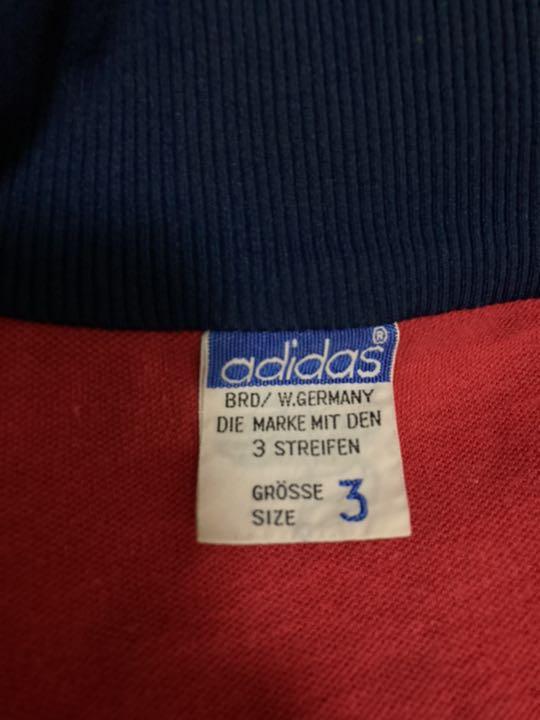 adidas®
BRD/ W.GERMANY
DIE MARKE MIT DEN
3 STREIFEN
GRÖSSE 3
SIZE